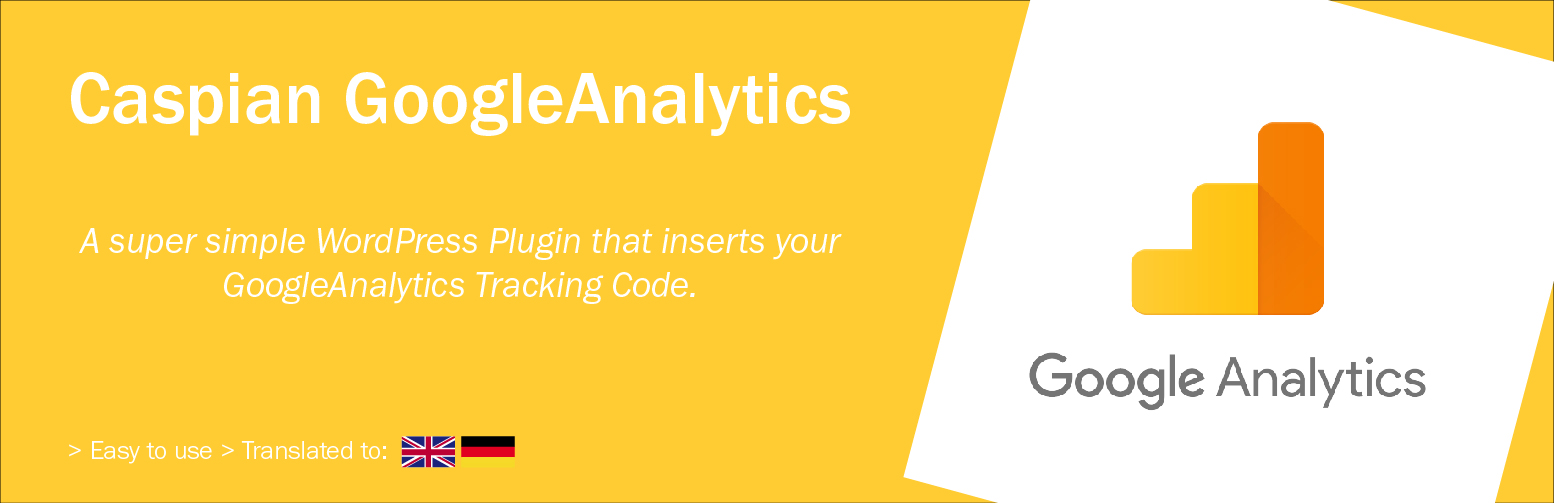 Caspian GoogleAnalytics
A super simple WordPress Plugin that inserts your
GoogleAnalytics Tracking Code.
> Easy to use > Translated to:
Google Analytics